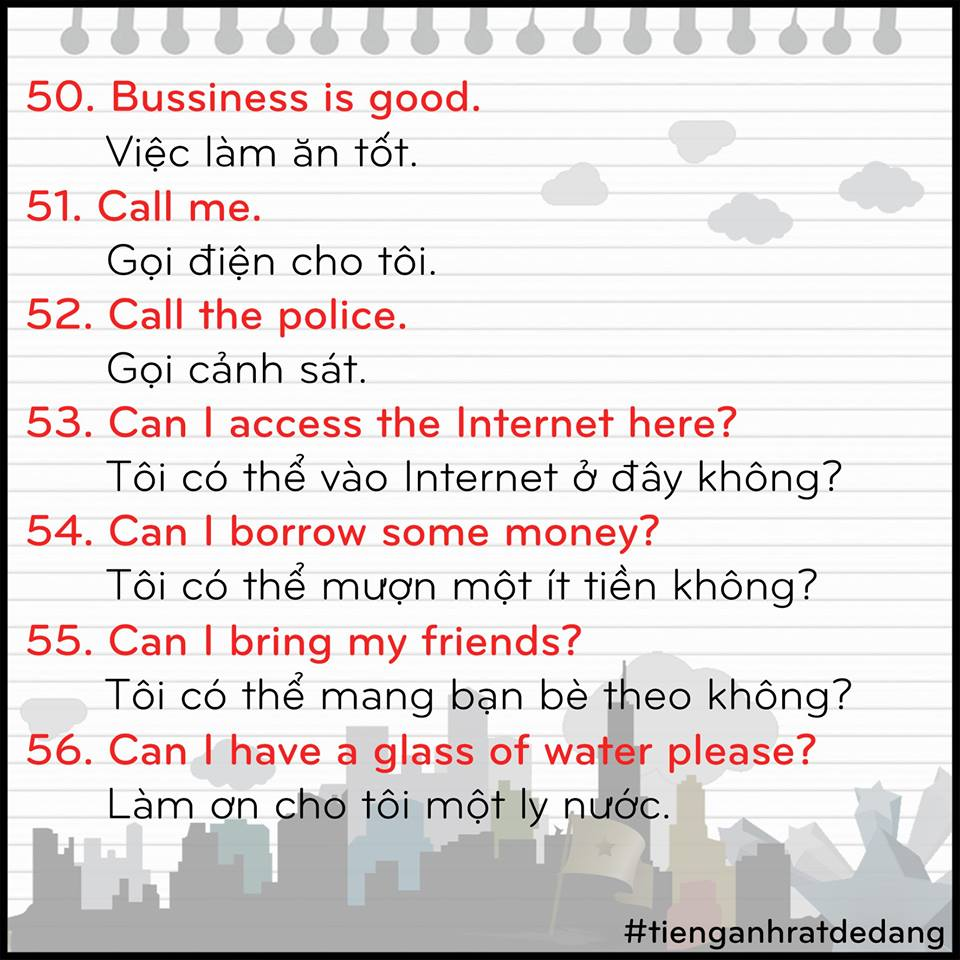 50. Bussiness is good.
Việc làm ăn tốt.
51. Call me.
Gọi điện cho tôi.
52. Call the police.
Gọi cảnh sát.
53. Can I access the Internet here?
Tôi có thể vào Internet ở đây không?
54. Can I borrow some money?
Tôi có thể mượn một ít tiền không?
55. Can I bring my friends?
Tôi có thể mang bạn bè theo không?
56. Can I have a glass of water please?
Làm ơn cho tôi một ly nước.
#tienganhratdedang